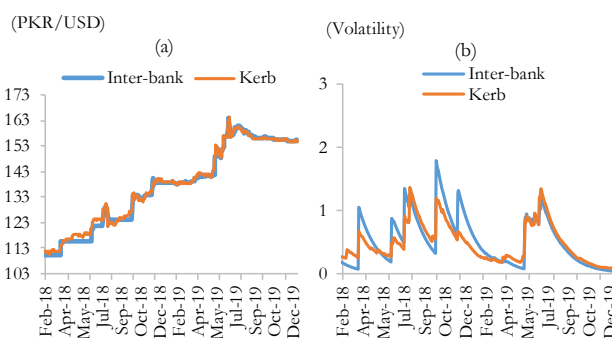 (PKR/USD)
(a)
Inter-bank Kerb
173
163
153
143
133
123
113
103
Feb-18
Apr-18
May-18
Jul-18
Sep-18
Oct-18
Dec-18
Feb-19
Apr-19
May-19
Jul-19
Sep-19
Oct-19
Dec-19
(Volatility)
(b)
Inter-bank
Kerb
3
2
1
0
Feb-18
Apr-18
May-18
Jul-18
Sep-18
Oct-18
Dec-18
Feb-19
Apr-19
May-19
Jul-19
Sep-19
Oct-19
Dec-19